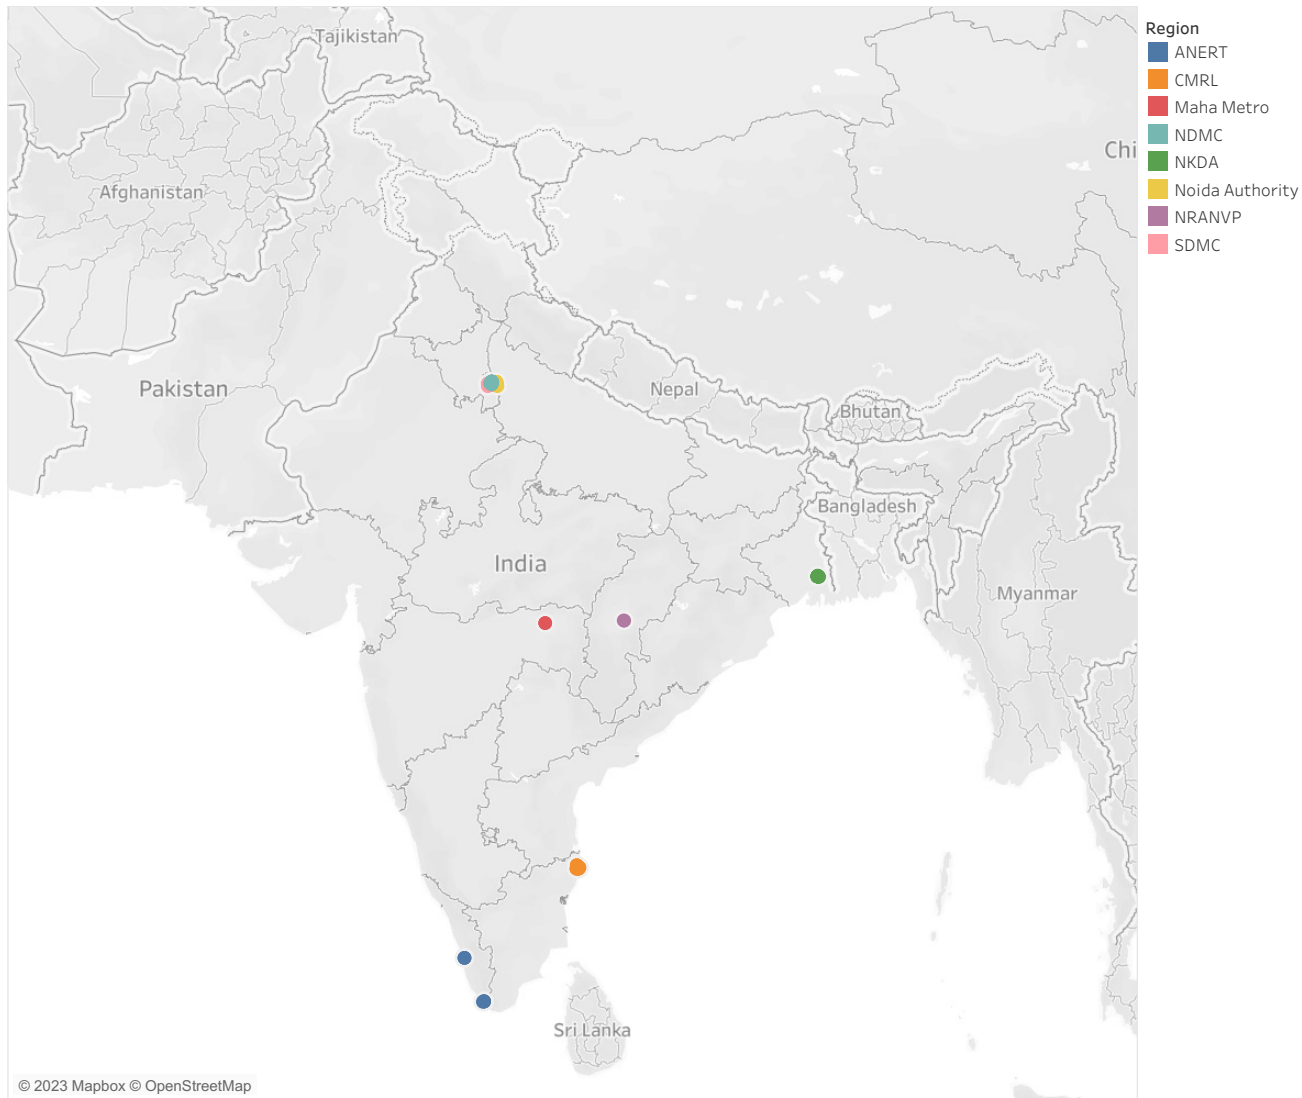 Tajikistan
Chi
Afghanistan
Pakistan
Nepal
Bhutan
Bangladesh
India
Myanmar
Sri Lanka
© 2023 Mapbox © OpenStreetMap
Region
ANERT
CMRL
Maha Metro
NDMC
NKDA
Noida Authority
NRANVP
SDMC